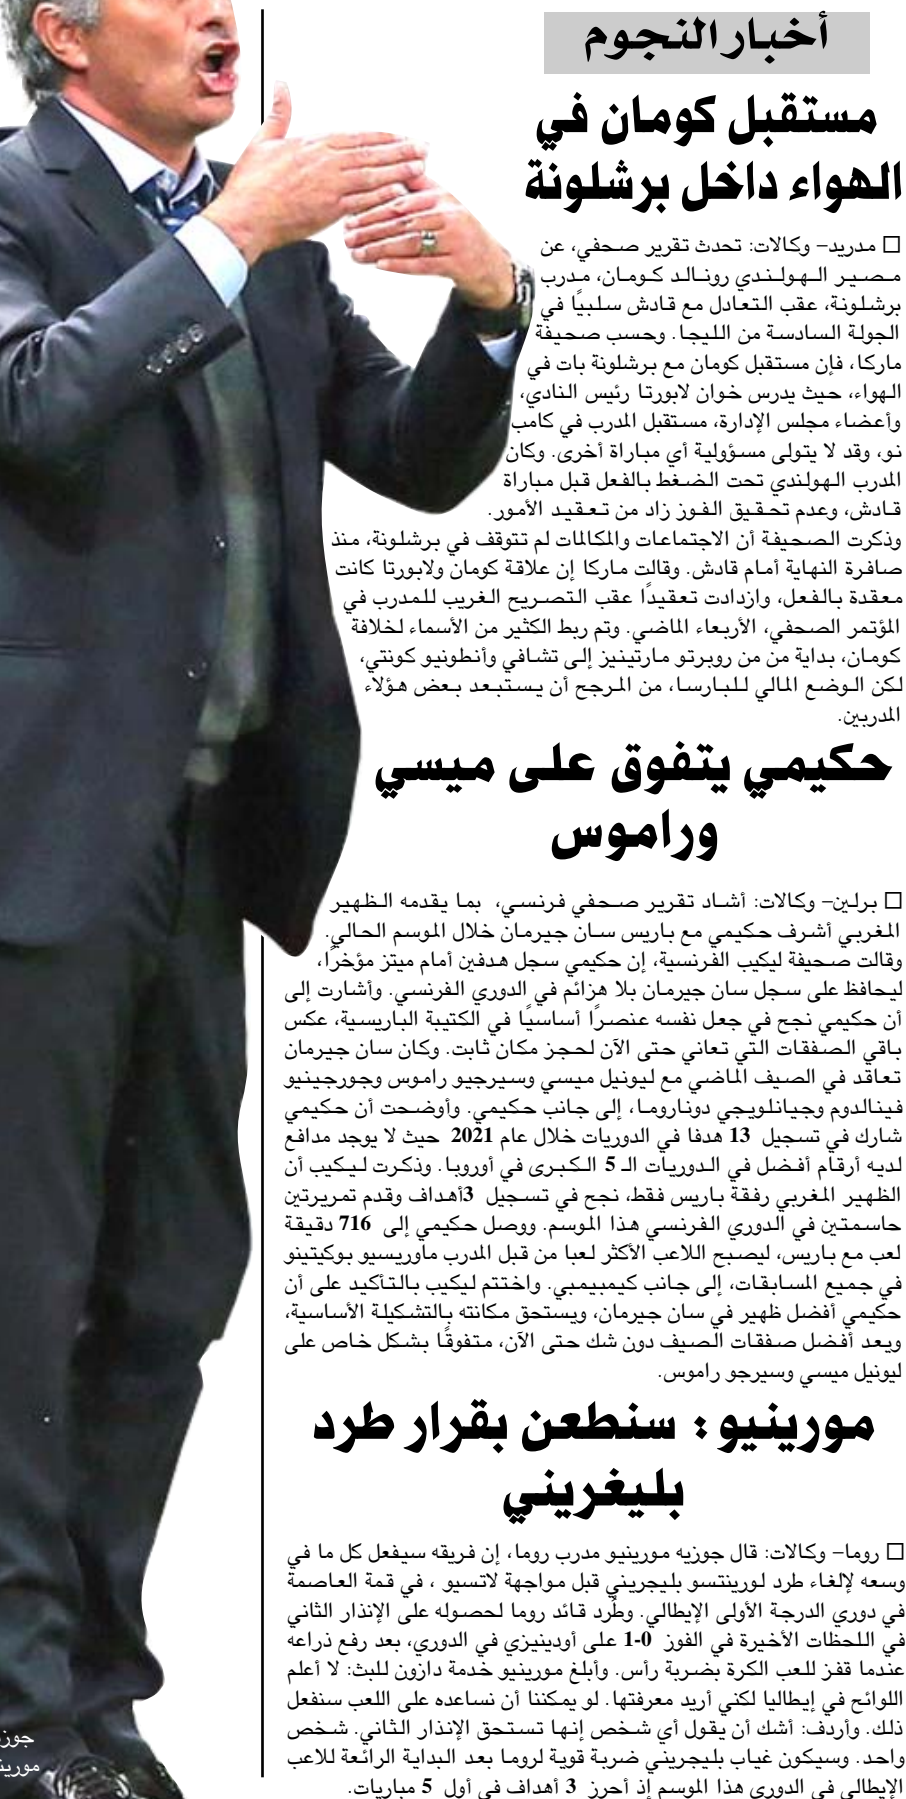 أخبار النجوم
مستقبل كومان في
الهواء داخل برشلونة
□ مدريد– وكالات: تحدث تقرير صحفي، عن
مصير الهولندي رونالد كومان، مدرب
برشلونة، عقب التعادل مع قادش سلبيًا في
الجولة السادسة من الليجا. وحسب صحيفة
ماركا، فإن مستقبل كومان مع برشلونة بات في
الهواء، حيث يدرس خوان لابورتا رئيس النادي،
وأعضاء مجلس الإدارة، مستقبل المدرب في كامب
نو، وقد لا يتولى مسؤولية أي مباراة أخرى. وكان
المدرب الهولندي تحت الضغط بالفعل قبل مباراة
قادش، وعدم تحقيق الفوز زاد من تعقيد الأمور.
وذكرت الصحيفة أن الاجتماعات والمكالمات لم تتوقف في برشلونة، منذ
صافرة النهاية أمام قادش. وقالت ماركا إن علاقة كومان ولابورتا كانت
معقدة بالفعل، وازدادت تعقيدًا عقب التصريح الغريب للمدرب في
المؤتمر الصحفي، الأربعاء الماضي. وتم ربط الكثير من الأسماء لخلافة
كومان، بداية من من روبرتو مارتينيز إلى تشافي وأنطونيو كونتي،
لكن الوضع المالي للبارسا، من المرجح أن يستبعد بعض هؤلاء
المدربين.
حكيمي يتفوق على ميسي
وراموس
□ برلين– وكالات: أشاد تقرير صحفي فرنسي، بما يقدمه الظهير
المغربي أشرف حكيمي مع باريس سان جيرمان خلال الموسم الحالي.
وقالت صحيفة ليكيب الفرنسية، إن حكيمي سجل هدفين أمام ميتز مؤخرًا،
ليحافظ على سجل سان جيرمان بلا هزائم في الدوري الفرنسي. وأشارت إلى
أن حكيمي نجح في جعل نفسه عنصرًا أساسيًا في الكتيبة الباريسية، عكس
باقي الصفقات التي تعاني حتى الآن لحجز مكان ثابت. وكان سان جيرمان
تعاقد في الصيف الماضي مع ليونيل ميسي وسيرجيو راموس وجورجينيو
فينالدوم وجيانلويجي دوناروما، إلى جانب حكيمي. وأوضحت أن حكيمي
شارك في تسجيل 13 هدفا في الدوريات خلال عام 2021 حيث لا يوجد مدافع
لديه أرقام أفضل في الدوريات الـ 5 الكبرى في أوروبا. وذكرت ليكيب أن
الظهير المغربي رفقة باريس فقط، نجح في تسجيل 3أهداف وقدم تمريرتين
حاسمتين في الدوري الفرنسي هذا الموسم. ووصل حكيمي إلى 716 دقيقة
لعب مع باريس، ليصبح اللاعب الأكثر لعبا من قبل المدرب ماوريسيو بوكيتينو
في جميع المسابقات، إلى جانب كيمبيمبي. واختتم ليكيب بالتأكيد على أن
حكيمي أفضل ظهير في سان جيرمان، ويستحق مكانته بالتشكيلة الأساسية،
ويعد أفضل صفقات الصيف دون شك حتى الآن، متفوقًا بشكل خاص على
ليونيل ميسي وسيرجو راموس.
مورينيو : سنطعن بقرار طرد
بليغريني
□ روما– وكالات: قال جوزيه مورينيو مدرب روما، إن فريقه سيفعل كل ما في
وسعه لإلغاء طرد لورينتسو بليجريني قبل مواجهة لاتسيو ، في قمة العاصمة
في دوري الدرجة الأولى الإيطالي. وطُرد قائد روما لحصوله على الإنذار الثاني
في اللحظات الأخيرة في الفوز 0-1 على أودينيزي في الدوري، بعد رفع ذراعه
عندما قفز للعب الكرة بضربة رأس. وأبلغ مورينيو خدمة دازون للبث: لا أعلم
اللوائح في إيطاليا لكني أريد معرفتها. لو يمكننا أن نساعده على اللعب سنفعل
ذلك. وأردف: أشك أن يقول أي شخص إنها تستحق الإنذار الثاني. شخص
واحد. وسيكون غياب بليجريني ضربة قوية لروما بعد البداية الرائعة للاعب
الإيطالي في الدوري هذا الموسم إذ أحرز 3 أهداف في أول 5 مباريات.